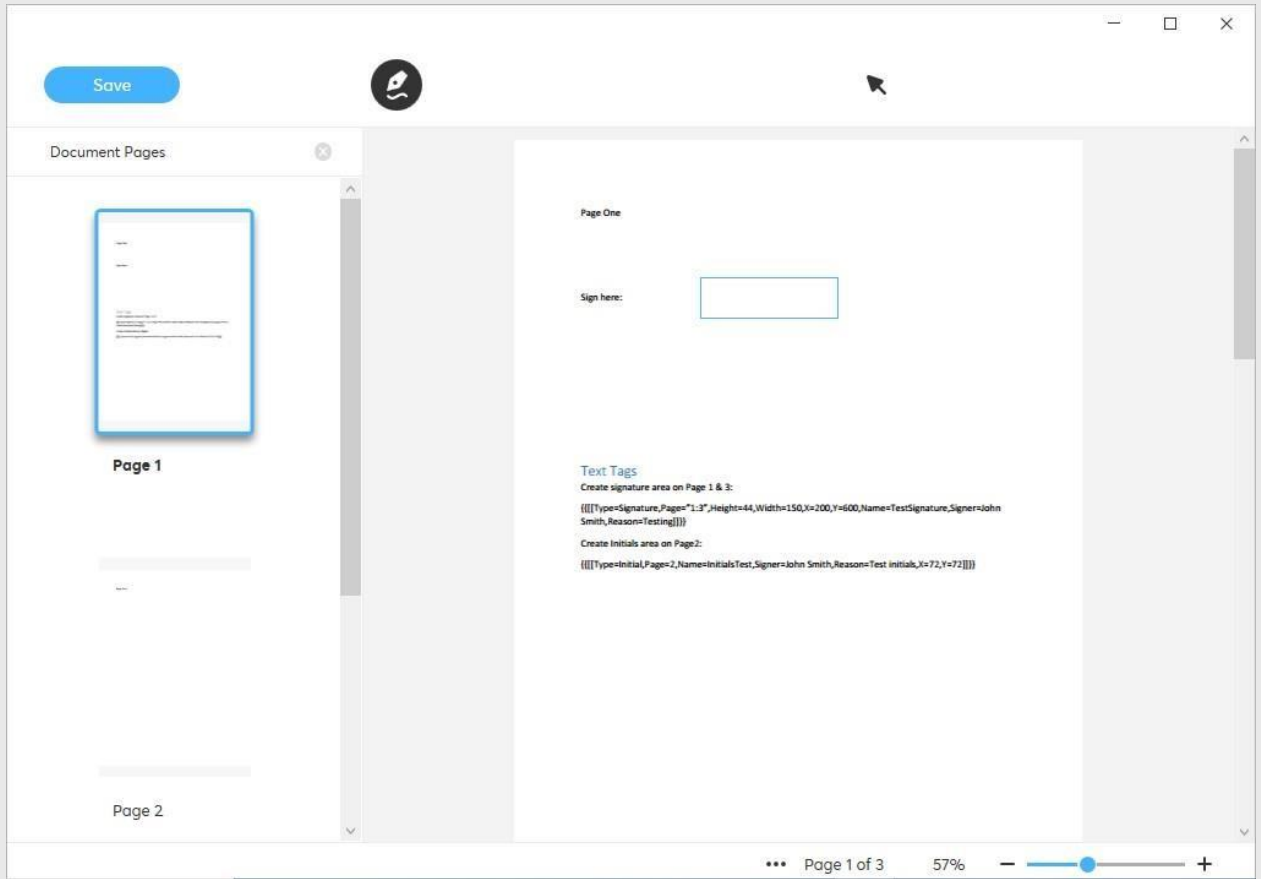 Save
Document Pages
Page 1
Page 2
Page One
Sign here:
Text Tags
Create signature area on Page 1 & 3:
{{[[Type=Signature,Page="1:3",Height=44,Width=150,X=200,Y=600,Name=TestSignature,Signer=John
Smith,Reason=Testing]]}}
Create Initials area on Page2:
{{[[Type=Initial,Page=2,Name=InitialsTest,Signer=John Smith,Reason=Test initials,X=72,Y=72]]}}
••• Page 1 of 3 57%